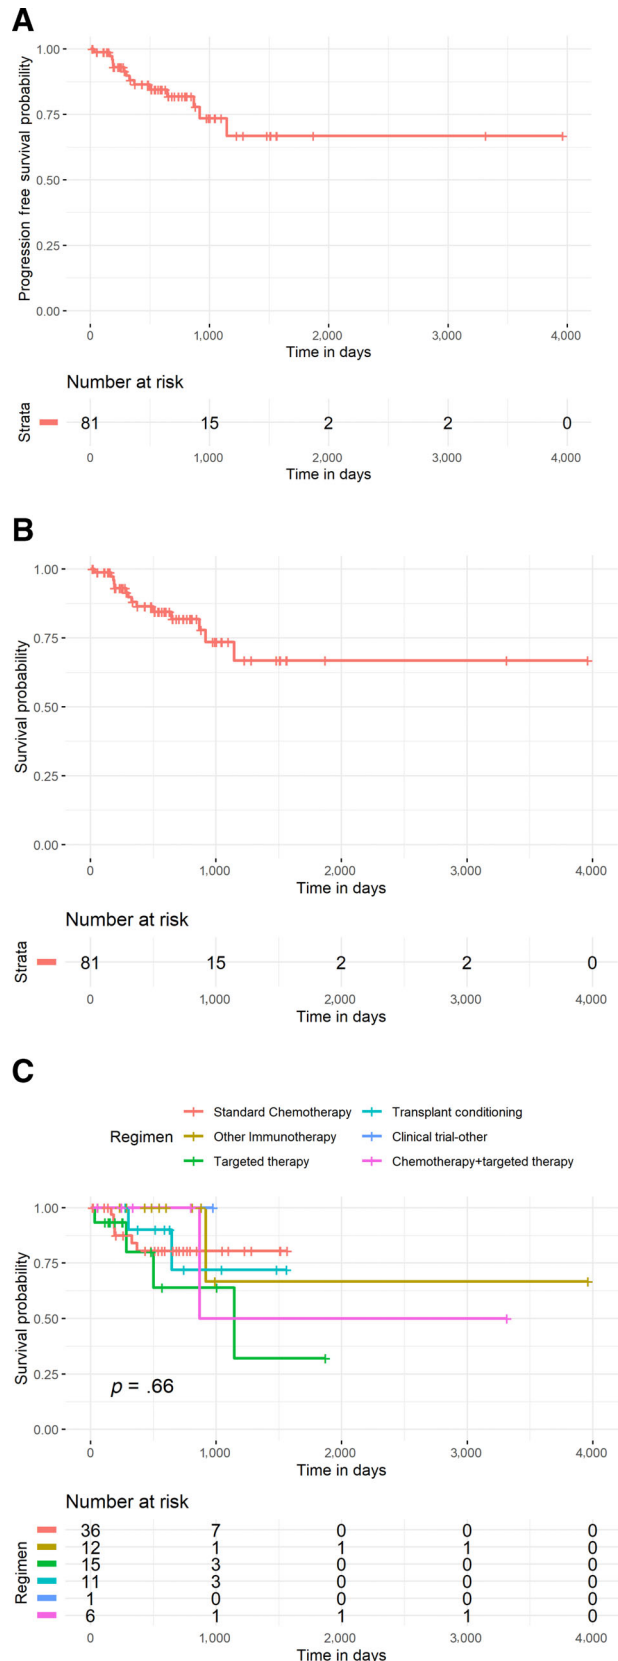 A
1.00
0.75
0.50
0.25
0.00
Progression free survival probability
0 1,000 2,000 3,000 4,000
Time in days
Number at risk
Strata
81 15 2 2 0
0 1,000 2,000 3,000 4,000
Time in days
B
1.00
0.75
0.50
0.25
0.00
Survival probability
0 1,000 2,000 3,000 4,000
Time in days
Number at risk
Strata
81 15 2 2 0
0 1,000 2,000 3,000 4,000
Time in days
C
Regimen
Standard Chemotherapy Transplant conditioning
Other Immunotherapy Clinical trial-other
Targeted therapy Chemotherapy+targeted therapy
1.00
0.75
0.50
0.25
0.00
Survival probability
p = .66
0 1,000 2,000 3,000 4,000
Time in days
Number at risk
Regimen
36 7 0 0 0
12 1 1 1 0
15 3 0 0 0
11 3 0 0 0
1 0 0 0 0
6 1 1 1 0
0 1,000 2,000 3,000 4,000
Time in days